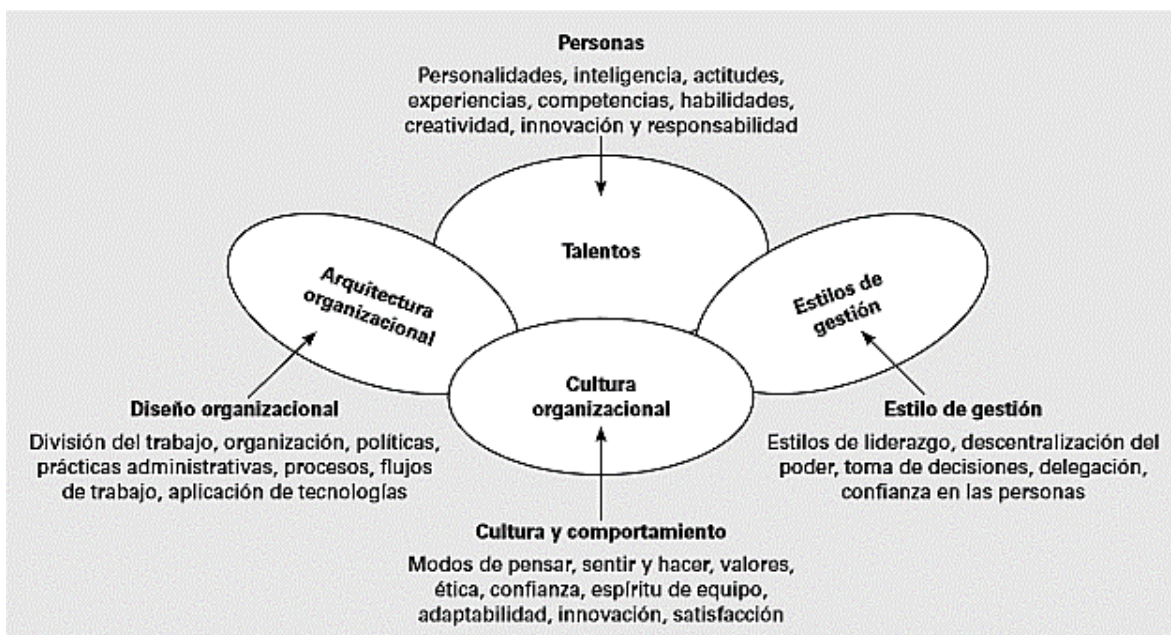 Personas
Personalidades, inteligencia, actitudes,
experiencias, competencias, habilidades,
creatividad, innovación y responsabilidad
Talentos
Arquitectura
organizacional
Estilos de
gestión
Cultura
organizacional
Diseño organizacional
División del trabajo, organización, políticas,
prácticas administrativas, procesos, flujos
de trabajo, aplicación de tecnologías
Estilo de gestión
Estilos de liderazgo, descentralización del
poder, toma de decisiones, delegación,
confianza en las personas
Cultura y comportamiento
Modos de pensar, sentir y hacer, valores,
ética, confianza, espíritu de equipo,
adaptabilidad, innovación, satisfacción